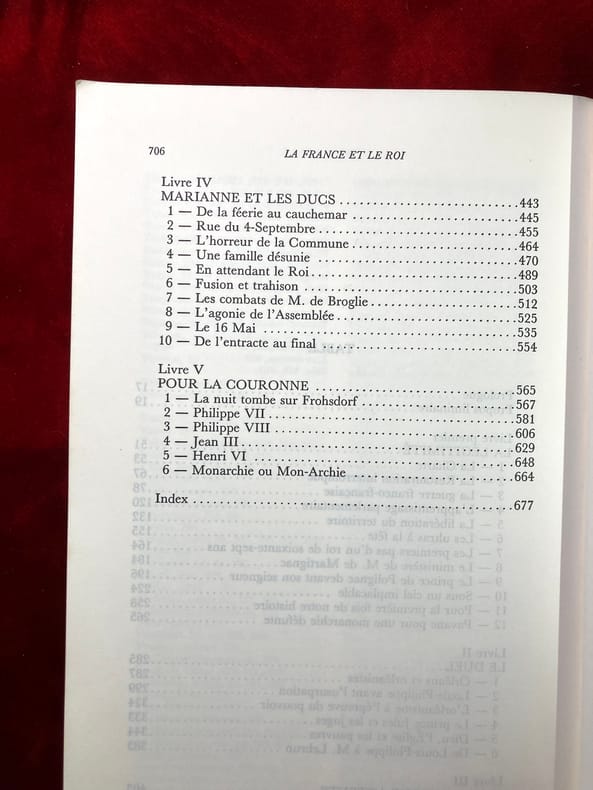 706 LA FRANCE ET LE ROI
Livre IV
MARIANNE ET LES DUCS 443
1 — De la féerie au cauchemar 445
2 — Rue du 4-Septembre 455
3 — L'horreur de la Commune 464
4 — Une famille désunie 470
5 — En attendant le Roi 489
6 — Fusion et trahison 503
7 — Les combats de M. de Broglie 512
8 — L'agonie de l'Assemblée 525
9 — Le 16 Mai 535
10 — De l'entracte au final 554
Livre V
POUR LA COURONNE 565
1 — La nuit tombe sur Frohsdorf 567
2 — Philippe VII 581
3 — Philippe VIII 606
4 — Jean III 629
5 — Henri VI 648
6 — Monarchie ou Mon-Archie 664
Index 677